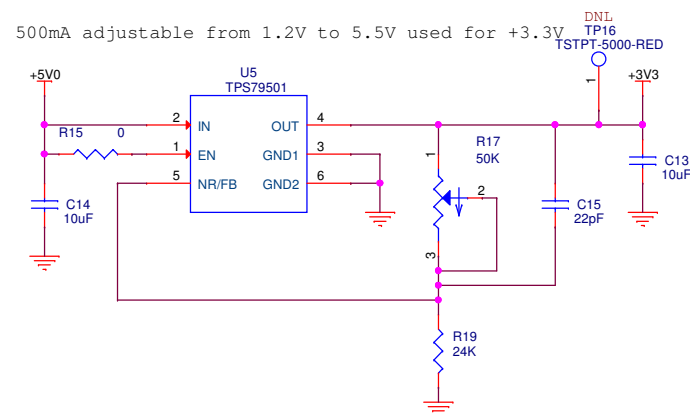 DNL
500mA adjustable from 1.2V to 5.5V used for +3.3V
TP16
TSTPT-5000-RED
+5V0
U5
TPS79501
+3V3
1
R15 0
2 IN OUT 4
1 EN GND1 3
5 NR/FB GND2 6
R17
50K
1
2
3
C13
10uF
C14
10uF
C15
22pF
R19
24K